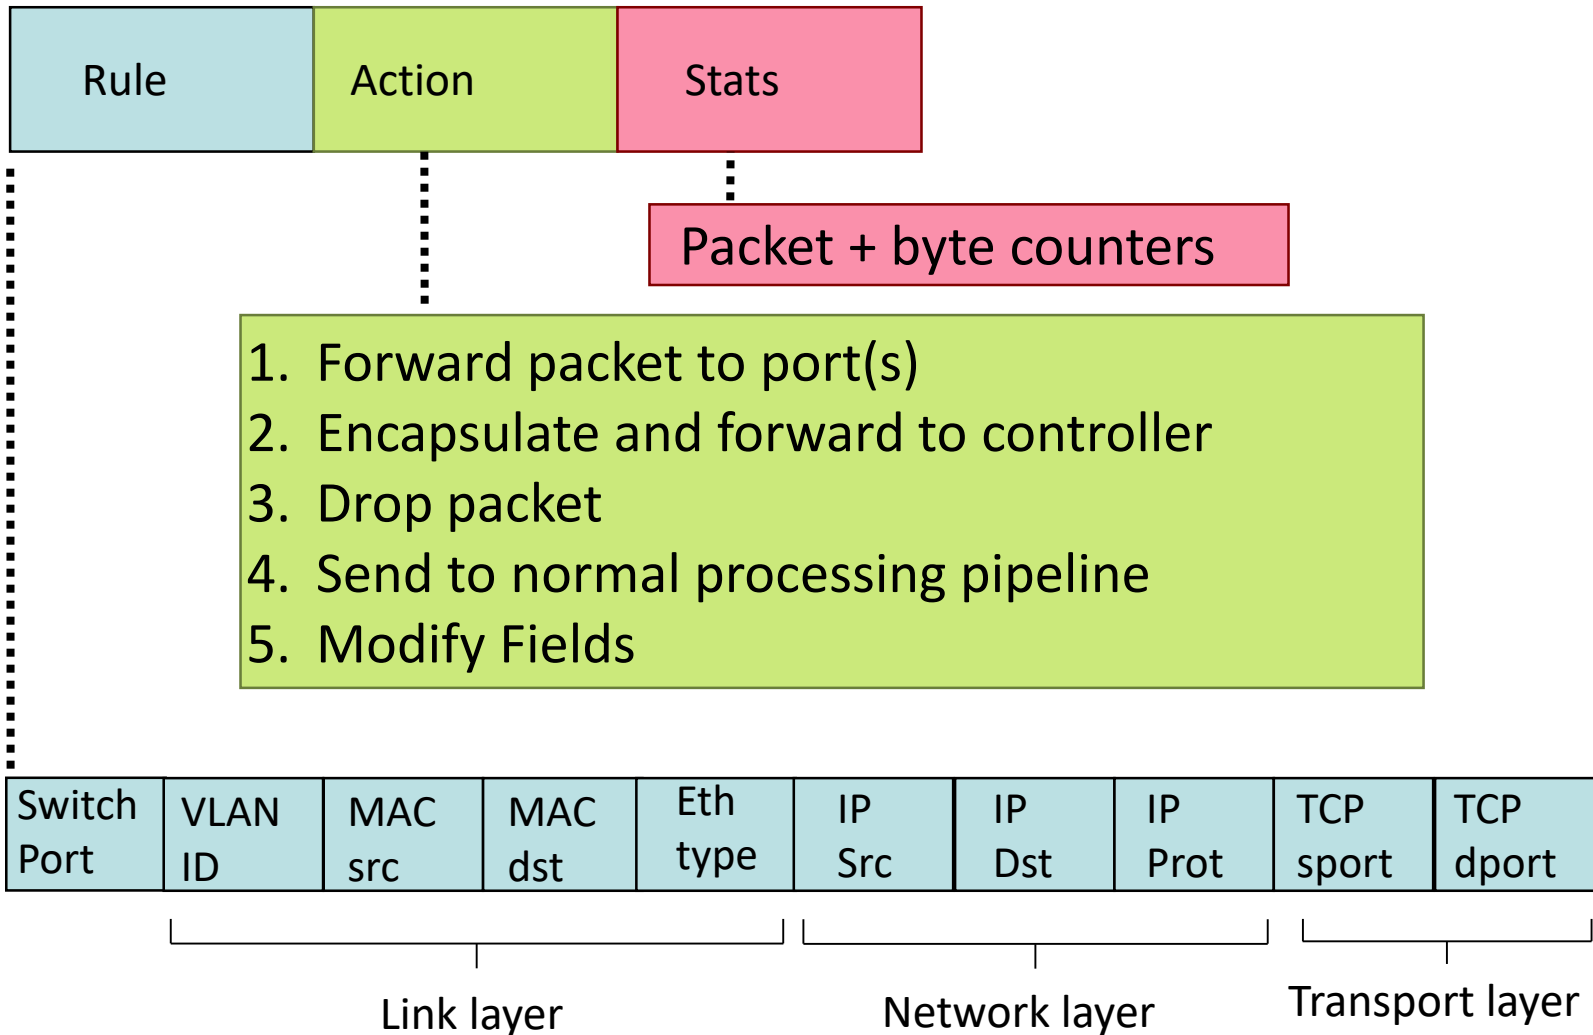 Rule
Action
Stats
Packet + byte counters
1. Forward packet to port(s)
2. Encapsulate and forward to controller
3. Drop packet
4. Send to normal processing pipeline
5. Modify Fields
Switch
Port
VLAN
ID
MAC
src
MAC
dst
Eth
type
IP
Src
IP
Dst
IP
Prot
TCP
sport
TCP
dport
Link layer
Network layer
Transport layer